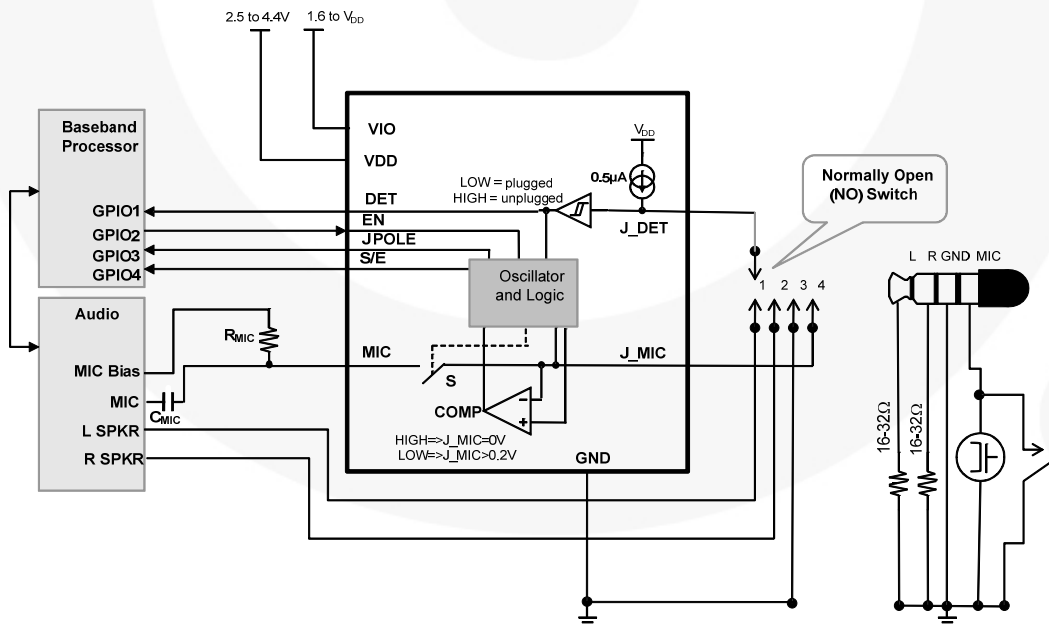 2.5 to 4.4V
1.6 to VDD
Baseband
Processor
GPIO1
GPIO2
GPIO3
GPIO4
Audio
MIC Bias
MIC
CMIC
L SPKR
R SPKR
RMIC
VIO
VDD
DET
EN
JPOLE
S/E
MIC
LOW = plugged
HIGH = unplugged
VDD
0.5µA
J_DET
Oscillator
and Logic
S
J_MIC
COMP
-
+
HIGH=>J_MIC=0V
LOW=>J_MIC>0.2V
GND
Normally Open
(NO) Switch
1 2 3 4
L R GND MIC
16-32Ω
16-32Ω